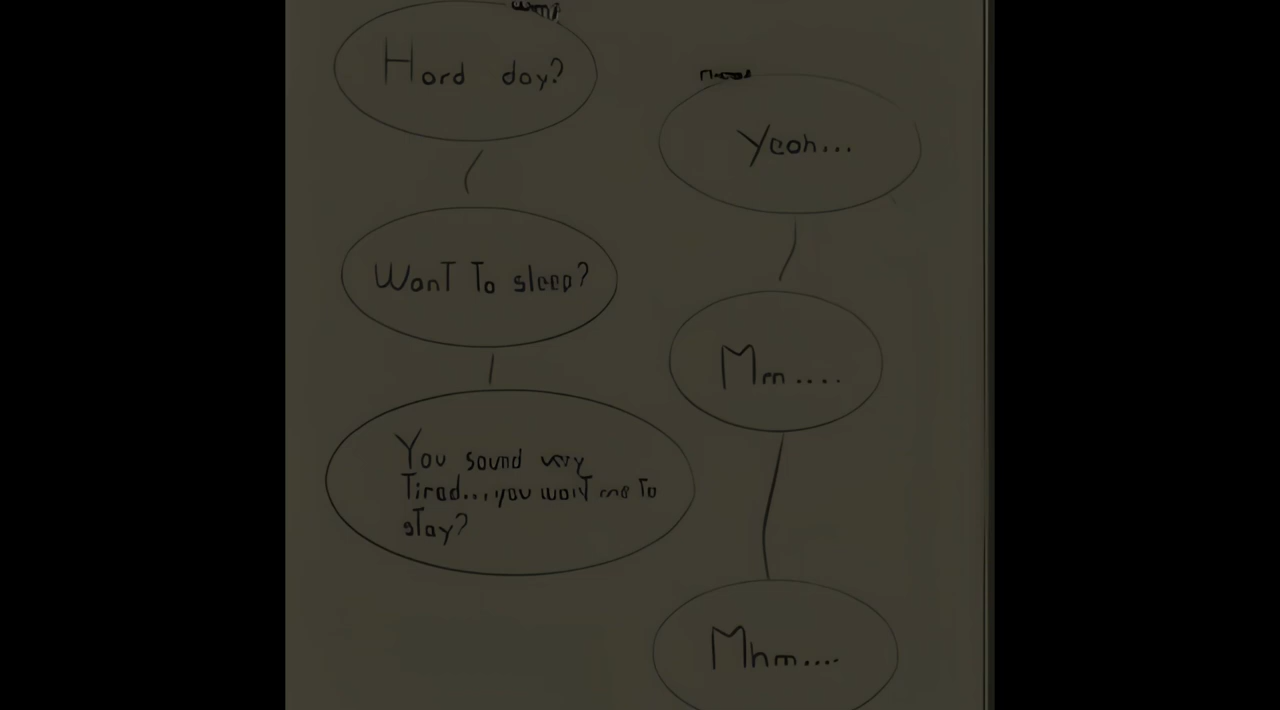 Hard day?
Yeah...
Want To sleep?
Mm....
You sound very
Tired...you want me To
stay?
Mhm....